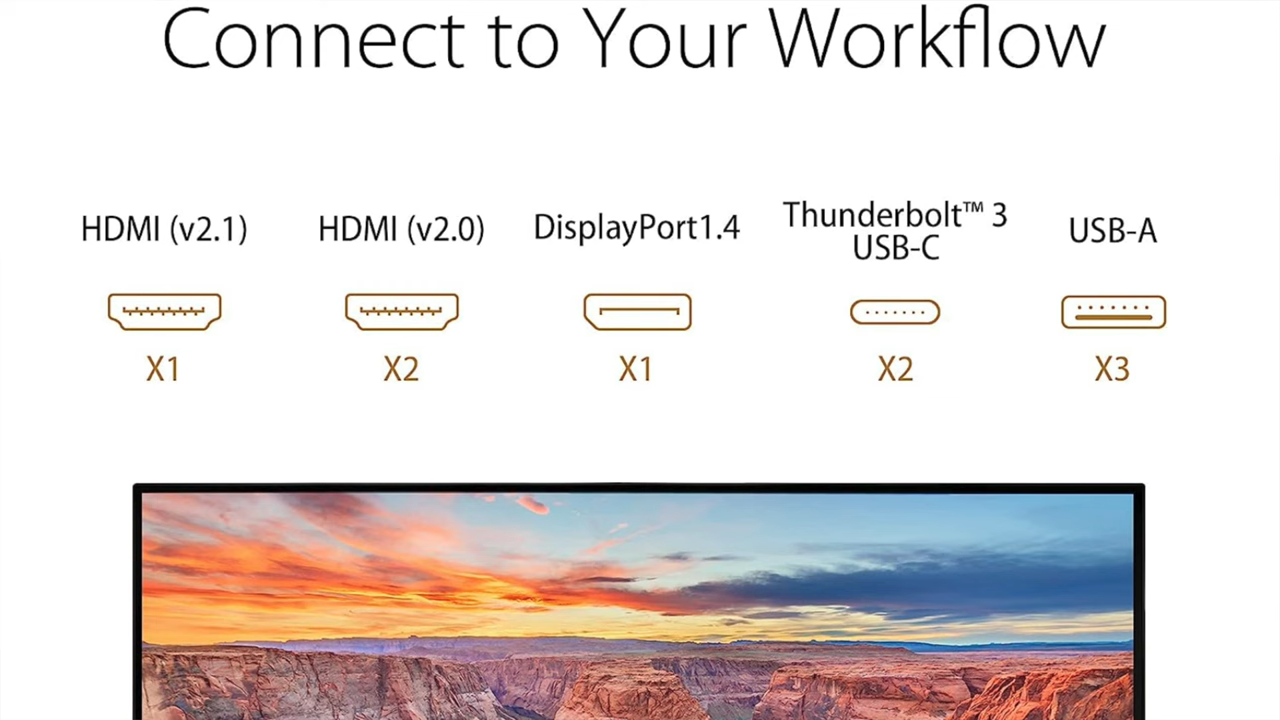 Connect to Your Workflow
HDMI (v2.1)
HDMI (v2.0)
DisplayPort1.4
Thunderbolt™ 3
USB-C
USB-A
X1
X2
X1
X2
X3